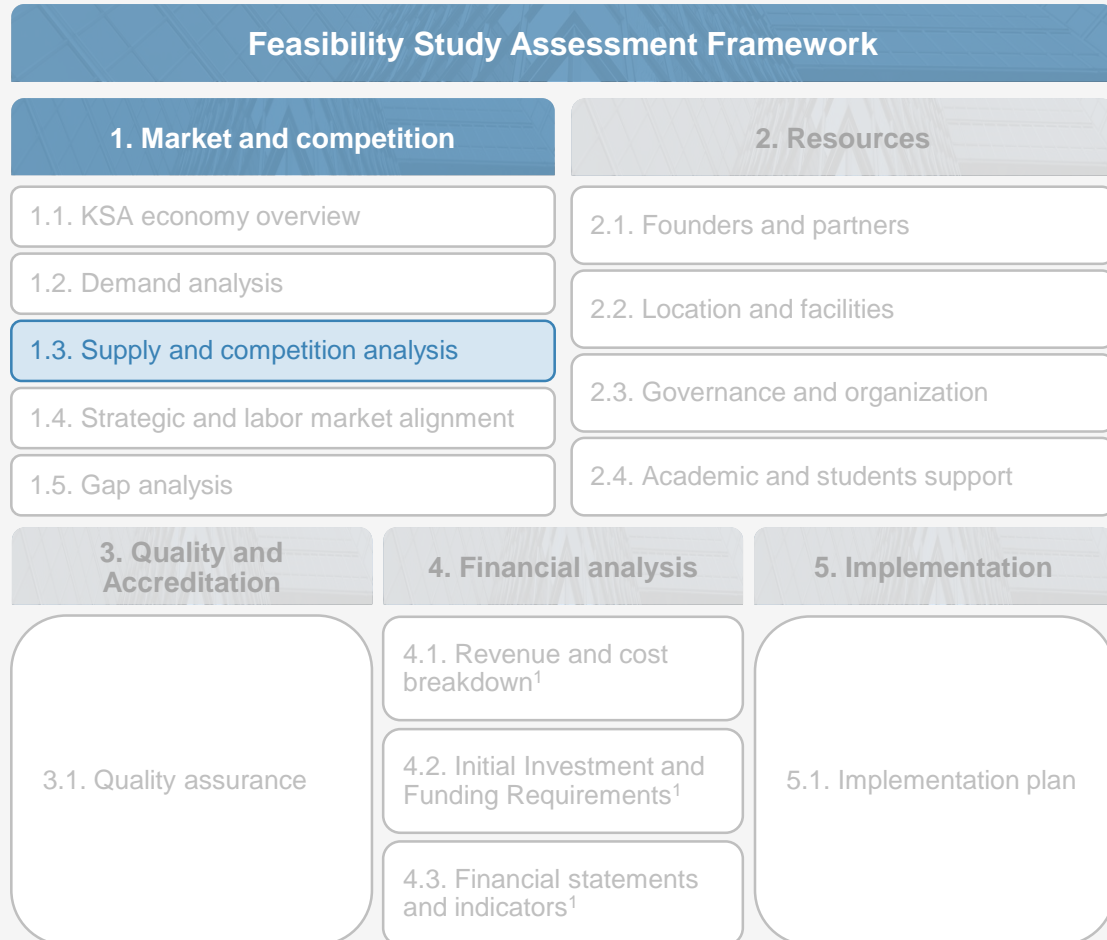 Feasibility Study Assessment Framework
1. Market and competition
1.1. KSA economy overview
1.2. Demand analysis
1.3. Supply and competition analysis
1.4. Strategic and labor market alignment
1.5. Gap analysis
2. Resources
2.1. Founders and partners
2.2. Location and facilities
2.3. Governance and organization
2.4. Academic and students support
3. Quality and
Accreditation
3.1. Quality assurance
4. Financial analysis
4.1. Revenue and cost
breakdown¹
4.2. Initial Investment and
Funding Requirements¹
4.3. Financial statements
and indicators¹
5. Implementation
5.1. Implementation plan